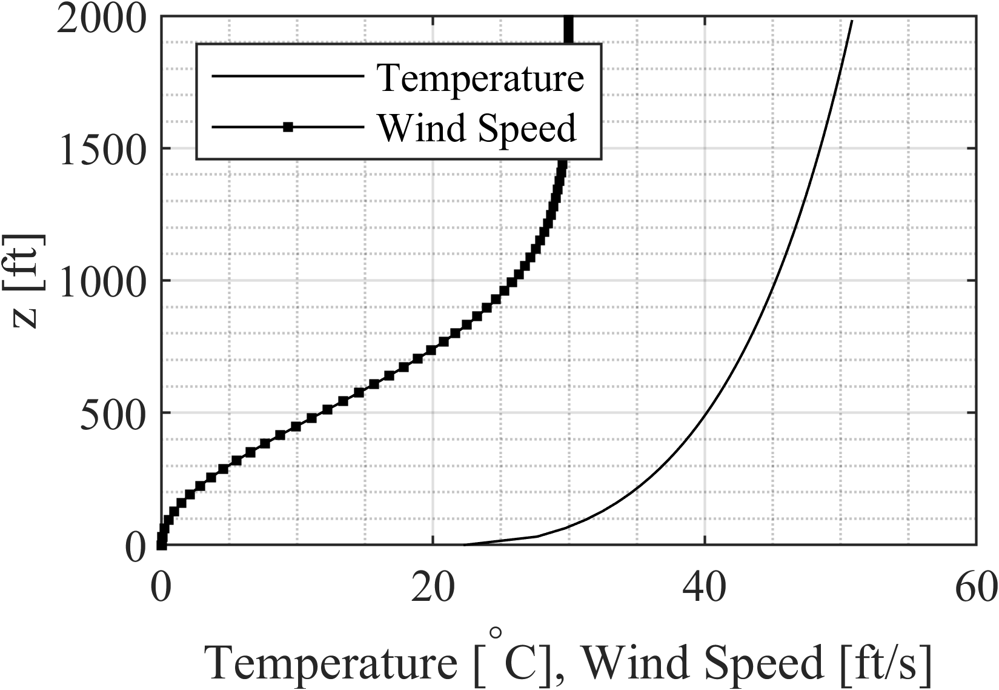 2000
1500
1000
500
0
z [ft]
Temperature
Wind Speed
0 20 40 60
Temperature [°C], Wind Speed [ft/s]